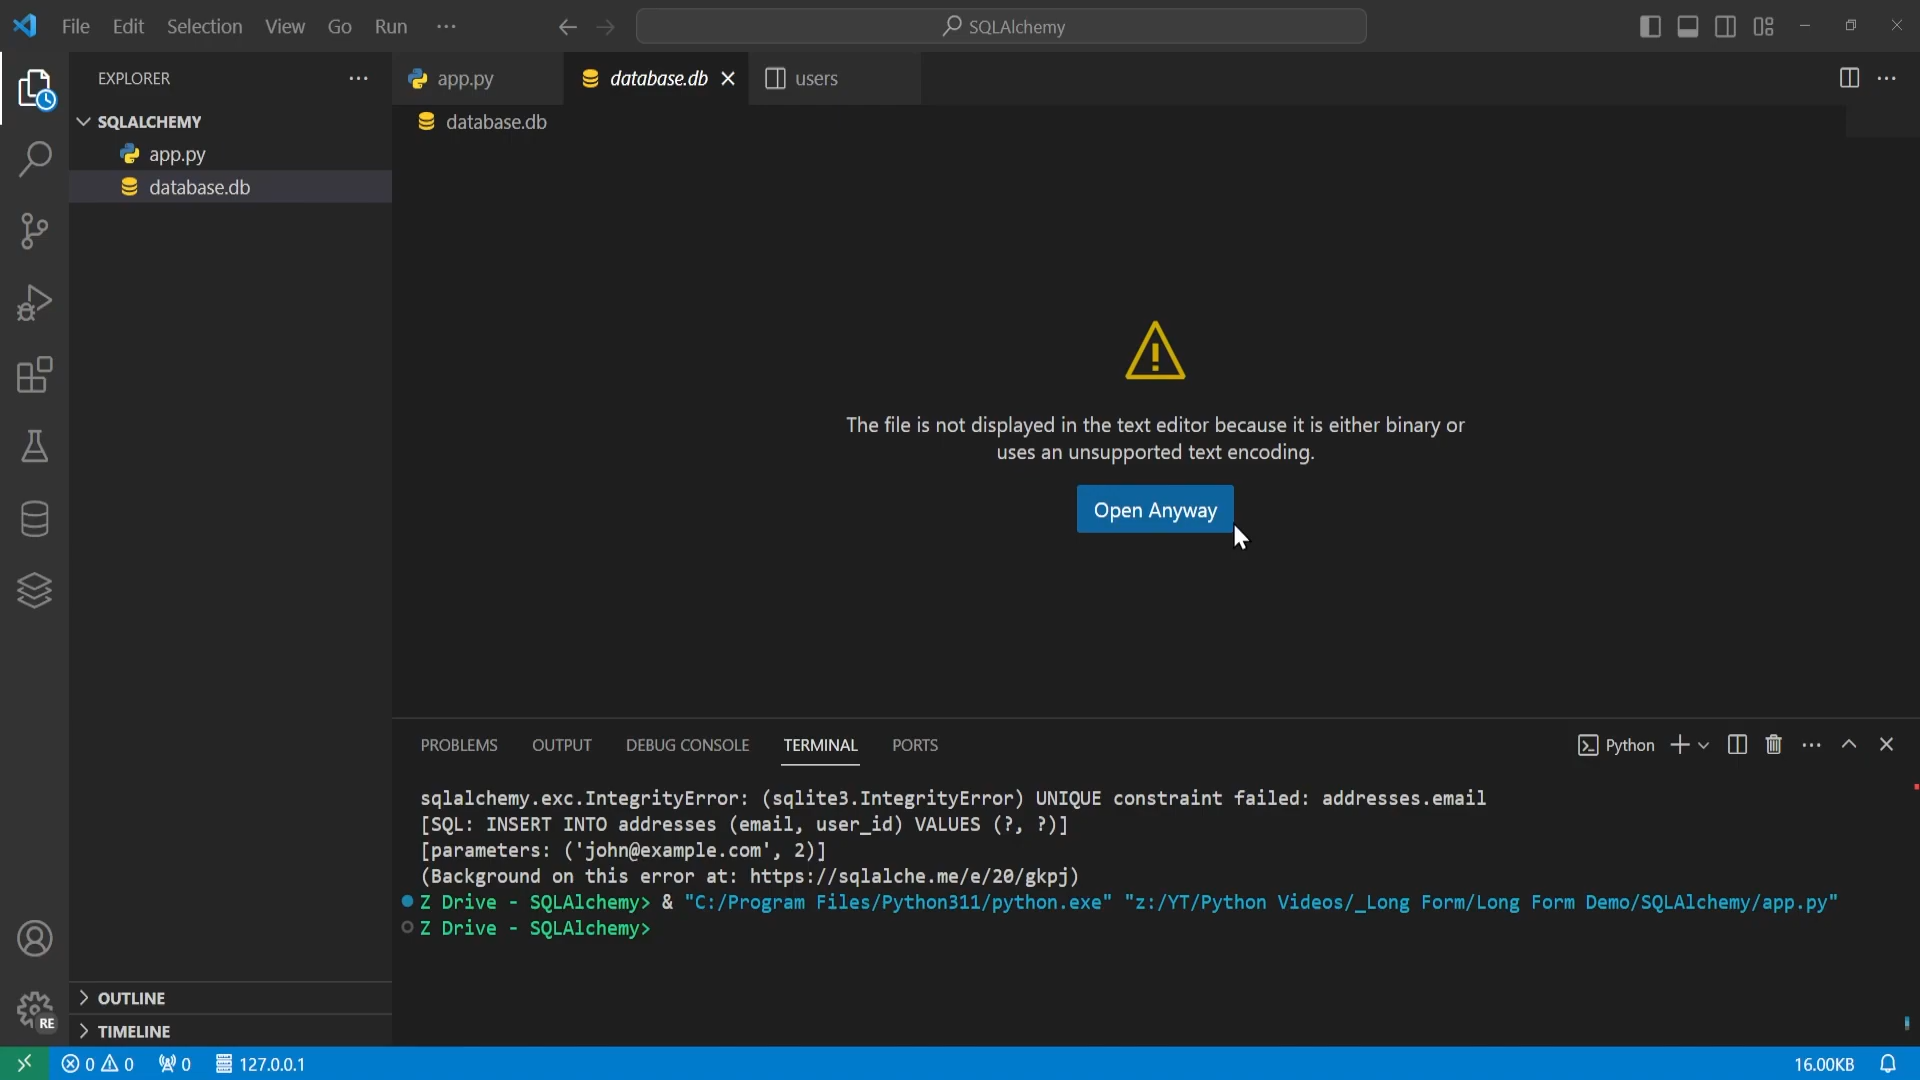 File Edit Selection View Go Run ···
SQLAlchemy
EXPLORER
app.py
database.db
users
SQLALCHEMY
database.db
app.py
database.db
The file is not displayed in the text editor because it is either binary or
uses an unsupported text encoding.
Open Anyway
PROBLEMS OUTPUT DEBUG CONSOLE TERMINAL PORTS
Python
sqlalchemy.exc.IntegrityError: (sqlite3.IntegrityError) UNIQUE constraint failed: addresses.email
[SQL: INSERT INTO addresses (email, user_id) VALUES (?, ?)]
[parameters: ('john@example.com', 2)]
(Background on this error at: https://sqlalche.me/e/20/gkpj)
Z Drive - SQLAlchemy> & "C:/Program Files/Python311/python.exe" "z:/YT/Python Videos/_Long Form/Long Form Demo/SQLAlchemy/app.py"
Z Drive - SQLAlchemy>
OUTLINE
RE
TIMELINE
0 0 0 127.0.0.1
16.00KB